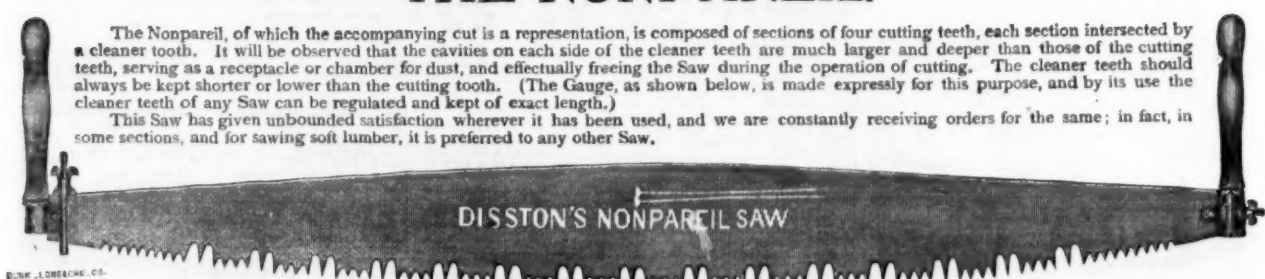 The Nonpareil, of which the accompanying cut is a representation, is composed of sections of four cutting teeth, each section intersected by
a cleaner tooth. It will be observed that the cavities on each side of the cleaner teeth are much larger and deeper than those of the cutting
teeth, serving as a receptacle or chamber for dust, and effectually freeing the Saw during the operation of cutting. The cleaner teeth should
always be kept shorter or lower than the cutting tooth. (The Gauge, as shown below, is made expressly for this purpose, and by its use the
cleaner teeth of any Saw can be regulated and kept of exact length.)
This Saw has given unbounded satisfaction wherever it has been used, and we are constantly receiving orders for the same; in fact, in
some sections, and for sawing soft lumber, it is preferred to any other Saw.
DISSTON'S NONPAREIL SAW